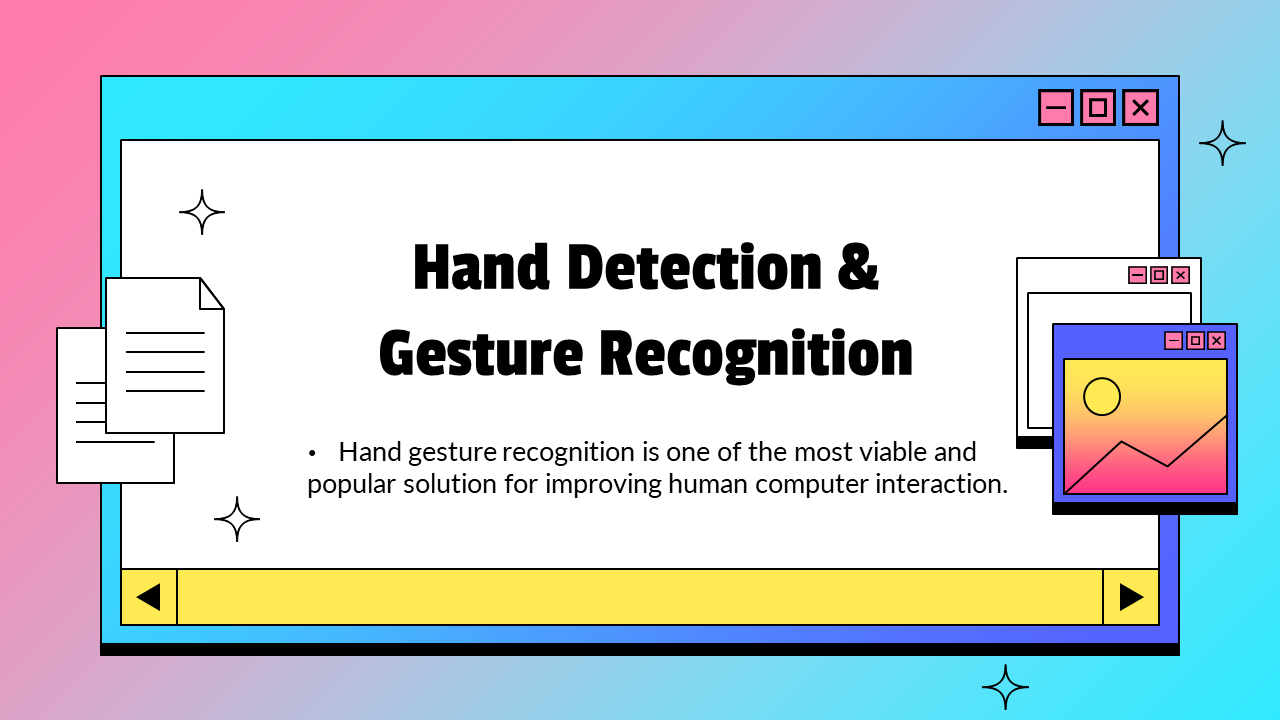 Hand Detection &
Gesture Recognition
• Hand gesture recognition is one of the most viable and
popular solution for improving human computer interaction.